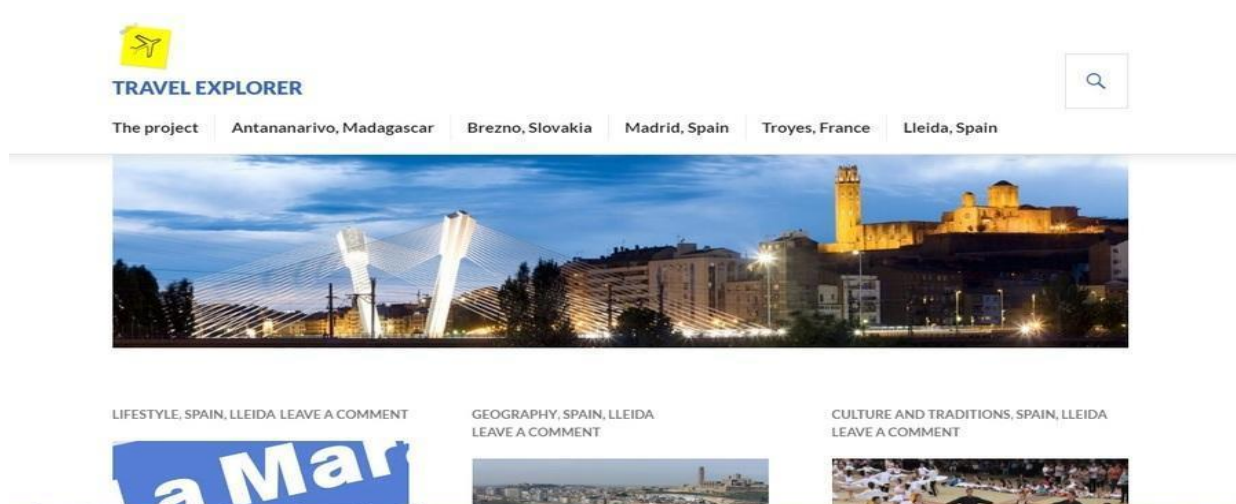 TRAVEL EXPLORER
The project Antananarivo, Madagascar Brezno, Slovakia Madrid, Spain Troyes, France Lleida, Spain
LIFESTYLE, SPAIN, LLEIDA LEAVE A COMMENT
GEOGRAPHY, SPAIN, LLEIDA
LEAVE A COMMENT
CULTURE AND TRADITIONS, SPAIN, LLEIDA
LEAVE A COMMENT